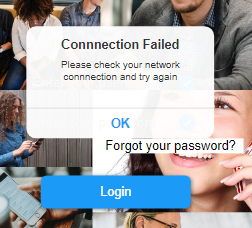 Connnection Failed
Please check your network
connnection and try again
OK
Forgot your password?
Login